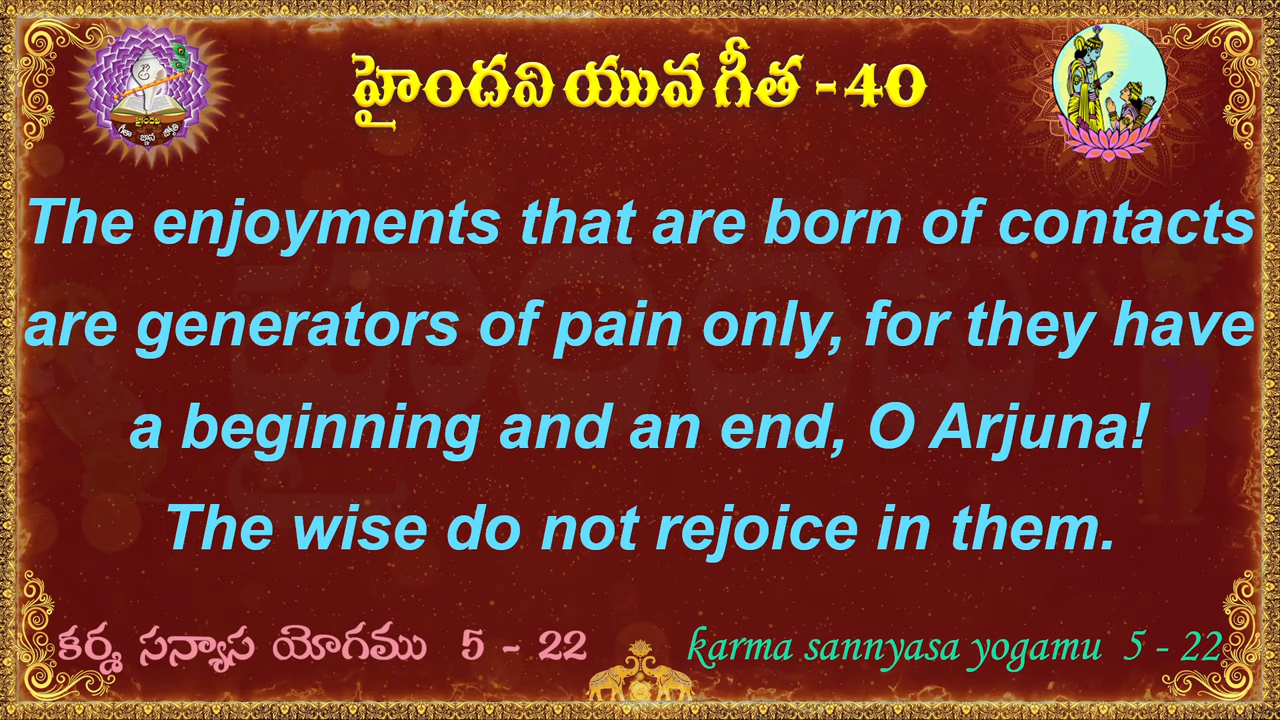 హైందవి యువ గీత - 40
The enjoyments that are born of contacts
are generators of pain only, for they have
a beginning and an end, O Arjuna!
The wise do not rejoice in them.
కర్మ సన్యాస యోగము 5 - 22
karma sannyasa yogamu 5 - 22